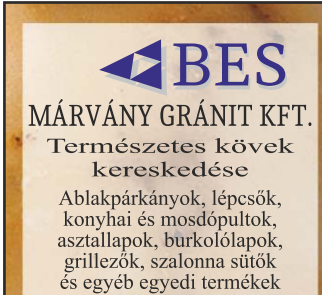 BES
MÁRVÁNY GRÁNIT KFT.
Természetes kövek
kereskedése
Ablakpárkányok, lépcsők,
konyhai és mosdópultok,
asztallapok, burkolólapok,
grillezők, szalonna sütők
és egyéb egyedi termékek